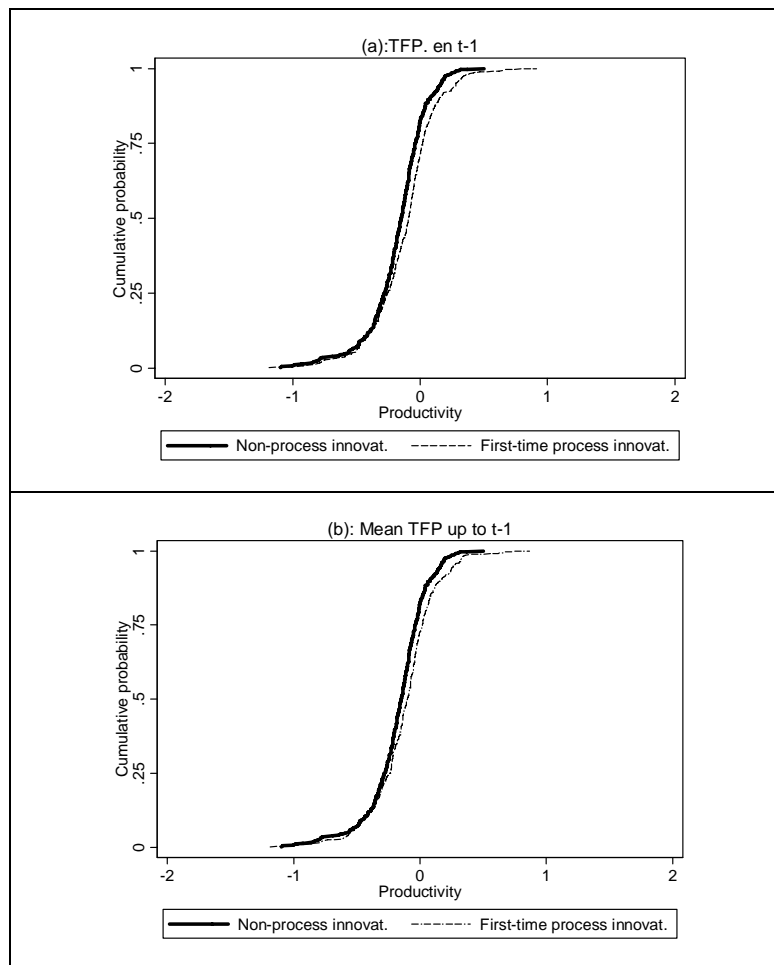 (a):TFP. en t-1
Cumulative probability
1
.75
.5
.25
0
-2 -1 0 1 2
Productivity
Non-process innovat. First-time process innovat.
(b): Mean TFP up to t-1
Cumulative probability
1
.75
.5
.25
0
-2 -1 0 1 2
Productivity
Non-process innovat. First-time process innovat.